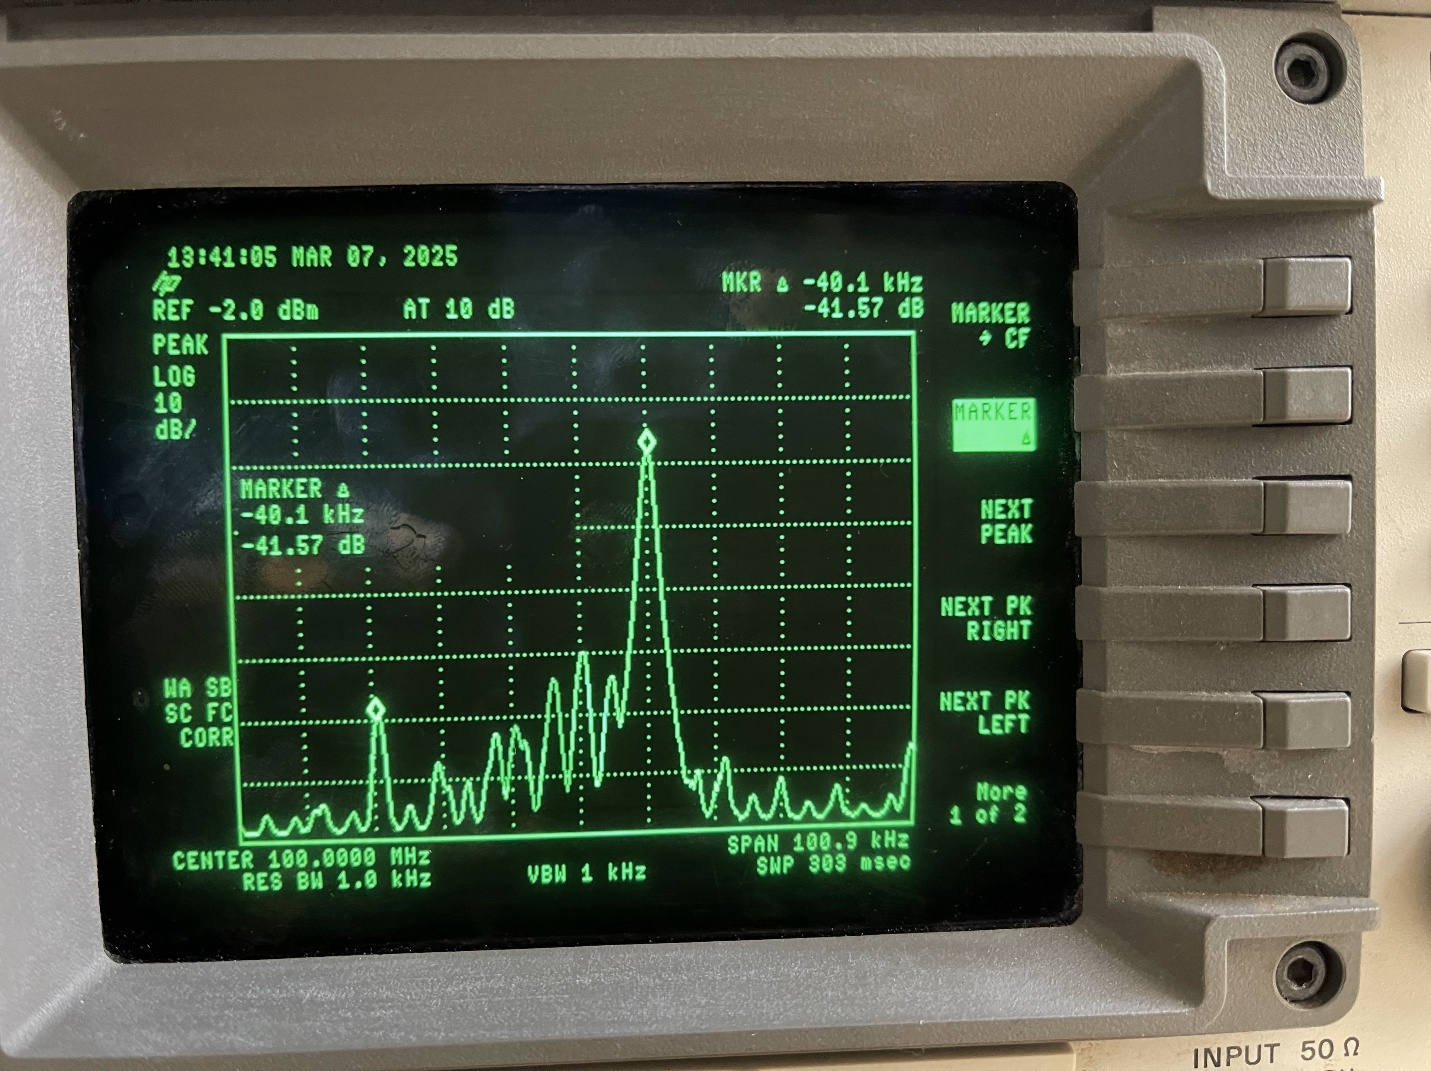 13:41:05 MAR 07, 2025
hp
REF -2.0 dBm AT 10 dB
MKR Δ -40.1 kHz
-41.57 dB
PEAK
LOG
10
dB/
MARKER Δ
-40.1 kHz
-41.57 dB
WA SB
SC FC
CORR
CENTER 100.0000 MHz
RES BW 1.0 kHz
VBW 1 kHz
SPAN 100.9 kHz
SWP 303 msec
MARKER
→ CF
MARKER
Δ
NEXT
PEAK
NEXT PK
RIGHT
NEXT PK
LEFT
More
1 of 2
INPUT 50 Ω